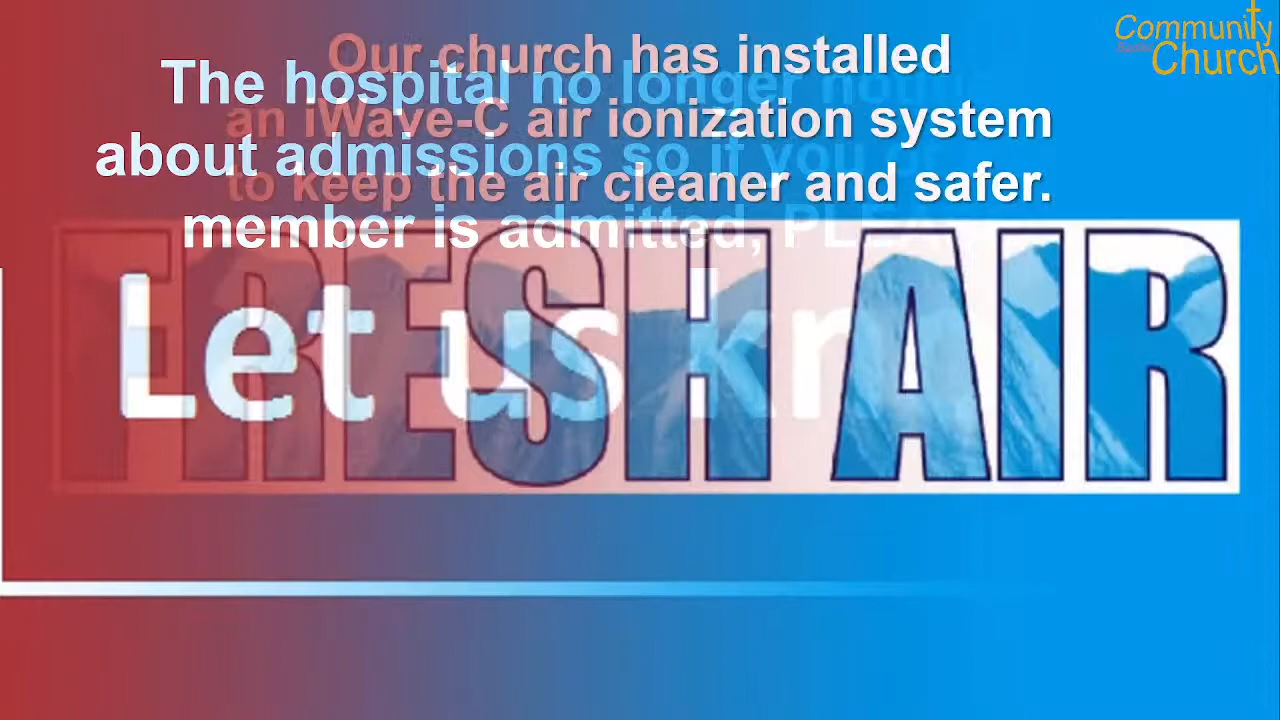 Community
Church
Our church has installed
an iWave-C air ionization system
to keep the air cleaner and safer.
FRESH AIR
The hospital no longer
about admissions so if you
member is admitted,
Let us